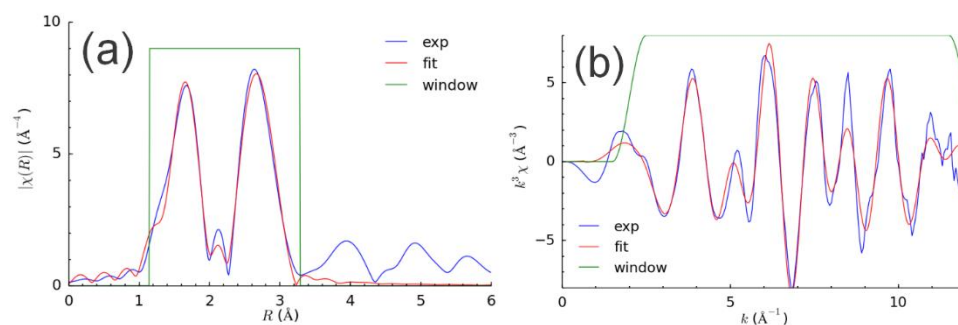 (a)
exp
fit
window
|χ(R)| (Å⁻⁴)
10
5
0
0 1 2 3 4 5 6
R (Å)
(b)
k³ χ (Å⁻³)
5
0
−5
exp
fit
window
0 5 10
k (Å⁻¹)